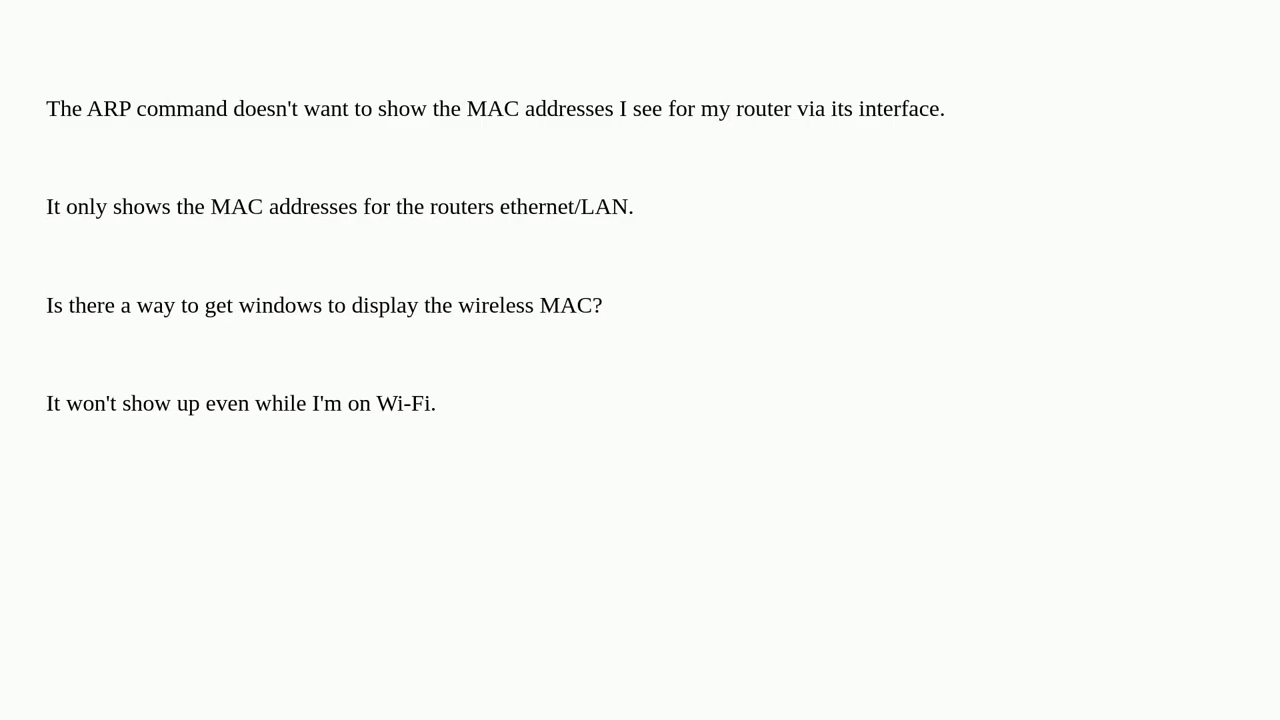 The ARP command doesn't want to show the MAC addresses I see for my router via its interface.
It only shows the MAC addresses for the routers ethernet/LAN.
Is there a way to get windows to display the wireless MAC?
It won't show up even while I'm on Wi-Fi.